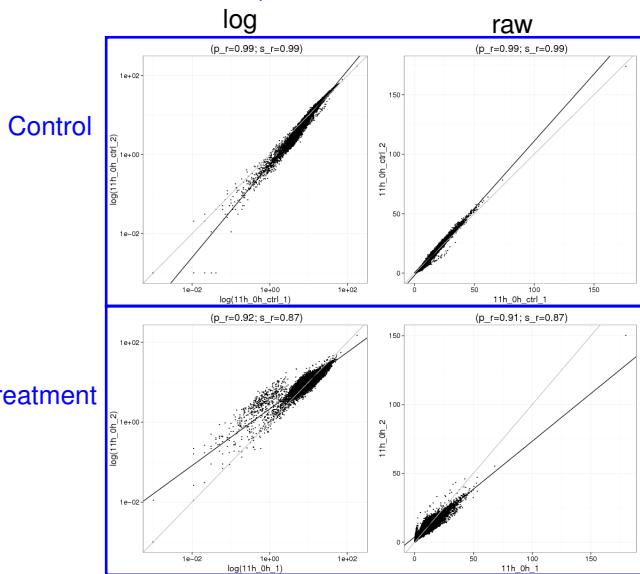 log raw
Control
(p_r=0.99; s_r=0.99)
log(11h_0h_ctrl_2)
1e+02
1e+00
1e-02
1e-02 1e+00 1e+02
log(11h_0h_ctrl_1)
(p_r=0.99; s_r=0.99)
11h_0h_ctrl_2
150
100
50
0
0 50 100 150
11h_0h_ctrl_1
reatment
(p_r=0.92; s_r=0.87)
log(11h_0h_2)
1e+02
1e+00
1e-02
1e-02 1e+00 1e+02
log(11h_0h_1)
(p_r=0.91; s_r=0.87)
11h_0h_2
150
100
50
0
0 50 100 150
11h_0h_1